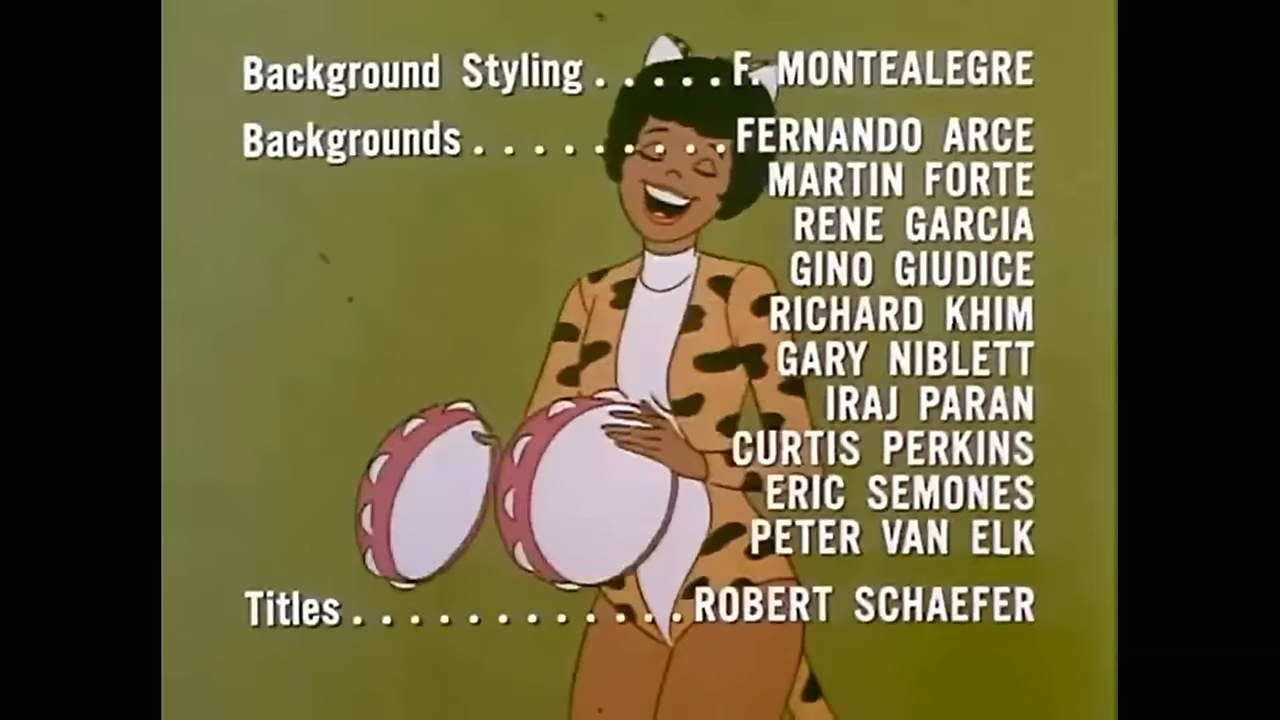 Background Styling.....F. MONTEALEGRE
Backgrounds.........FERNANDO ARCE
MARTIN FORTE
RENE GARCIA
GINO GIUDICE
RICHARD KHIM
GARY NIBLETT
IRAJ PARAN
CURTIS PERKINS
ERIC SEMONES
PETER VAN ELK
Titles............ROBERT SCHAEFER